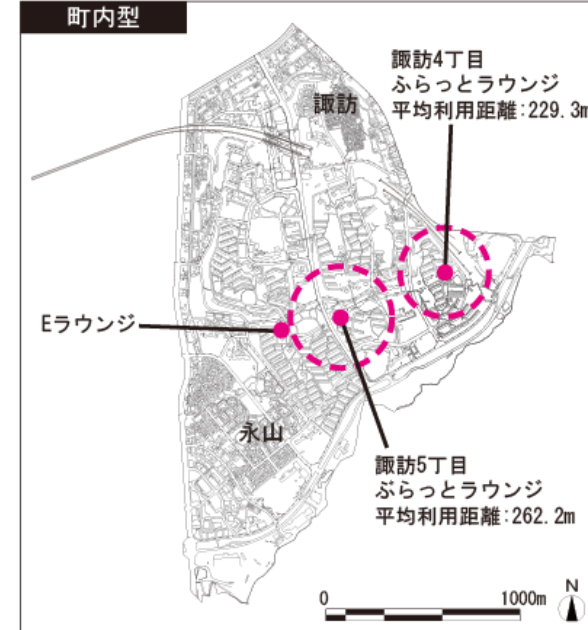 町内型
諏訪4丁目
ふらっとラウンジ
平均利用距離:229.3m
諏訪
Eラウンジ
永山
諏訪5丁目
ぶらっとラウンジ
平均利用距離:262.2m
0
1000m
N